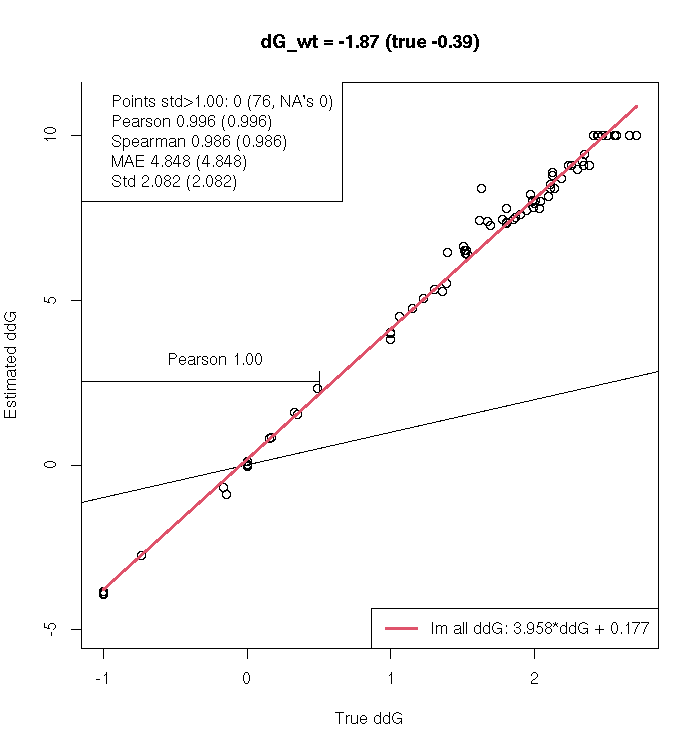 dG_wt = -1.87 (true -0.39)
Points std>1.00: 0 (76, NA's 0)
Pearson 0.996 (0.996)
Spearman 0.986 (0.986)
MAE 4.848 (4.848)
Std 2.082 (2.082)
10
5
Pearson 1.00
Estimated ddG
0
-5
lm all ddG: 3.958*ddG + 0.177
-1
0
1
2
True ddG